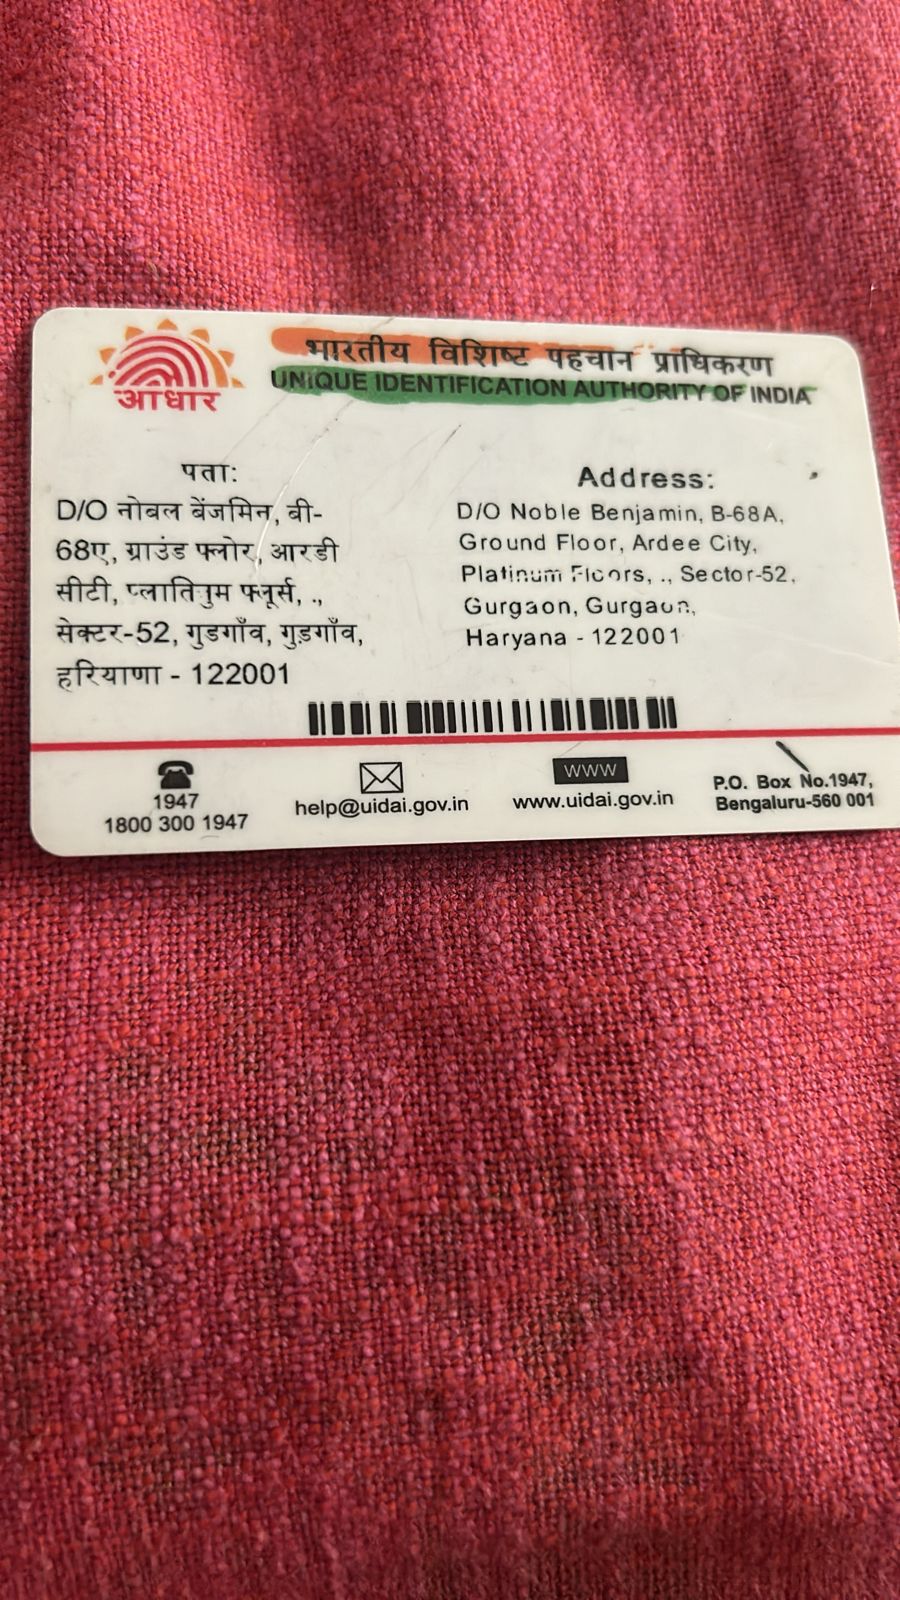 आधार
भारतीय विशिष्ट पहचान प्राधिकरण
UNIQUE IDENTIFICATION AUTHORITY OF INDIA
पता:
D/O नोबल बेंजमिन, बी-
68ए, ग्राउंड फ्लोर, आरडी
सीटी, प्लातिनुम फ्लूर्स, .,
सेक्टर-52, गुडगाँव, गुड़गाँव,
हरियाणा - 122001
Address:
D/O Noble Benjamin, B-68A,
Ground Floor, Ardee City,
Platinum Floors, ., Sector-52,
Gurgaon, Gurgaon,
Haryana - 122001
1947
1800 300 1947
help@uidai.gov.in
WWW
www.uidai.gov.in
P.O. Box No.1947,
Bengaluru-560 001